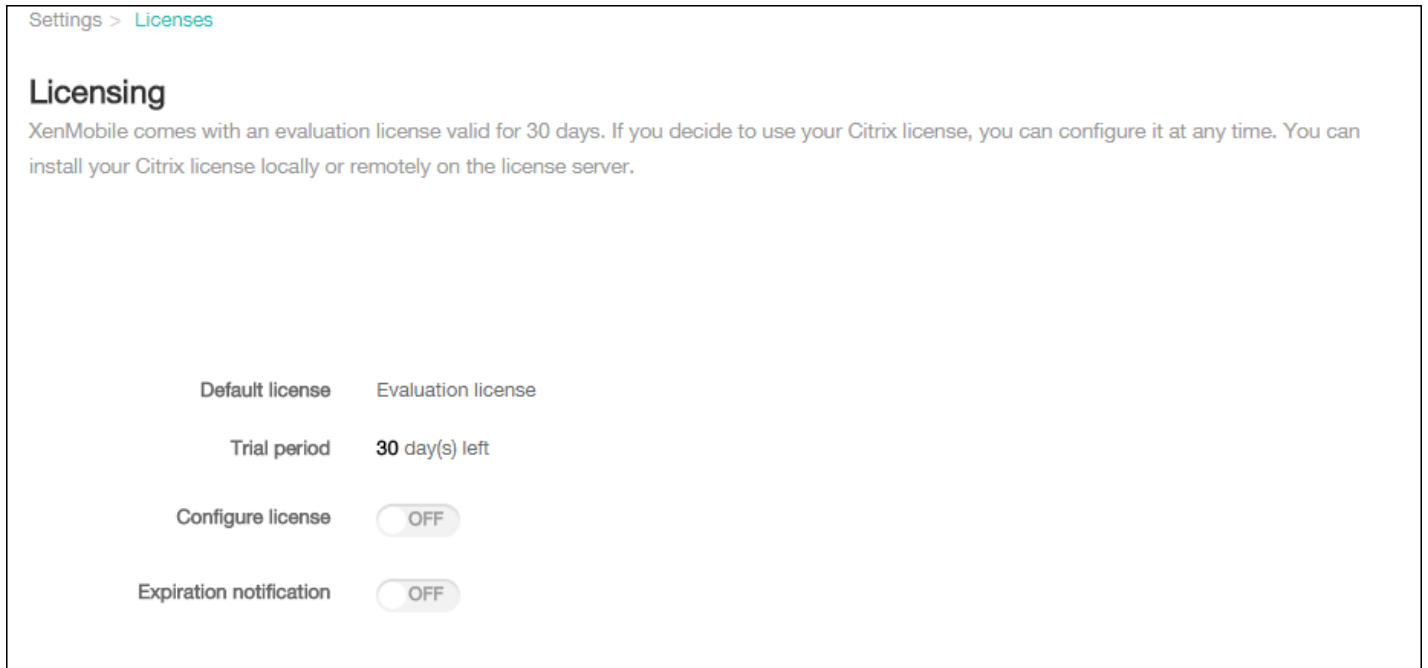 Settings > Licenses
Licensing
XenMobile comes with an evaluation license valid for 30 days. If you decide to use your Citrix license, you can configure it at any time. You can
install your Citrix license locally or remotely on the license server.
Default license Evaluation license
Trial period 30 day(s) left
Configure license OFF
Expiration notification OFF